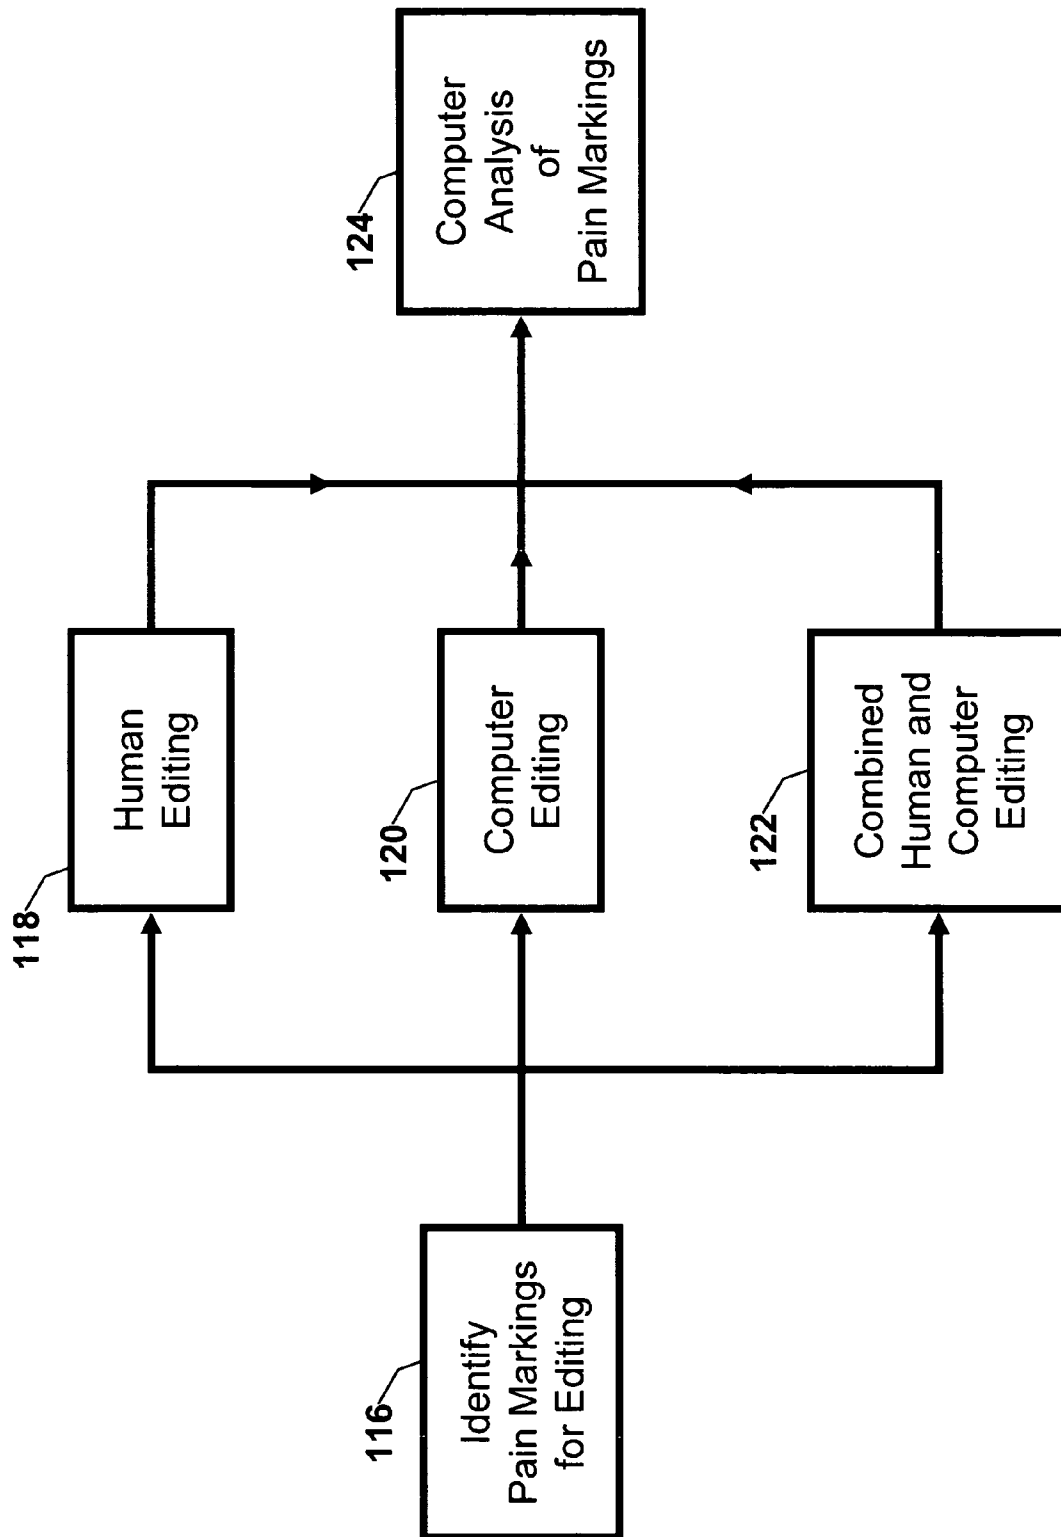 116
Identify
Pain Markings
for Editing
118
Human
Editing
120
Computer
Editing
122
Combined
Human and
Computer
Editing
124
Computer
Analysis
of
Pain Markings